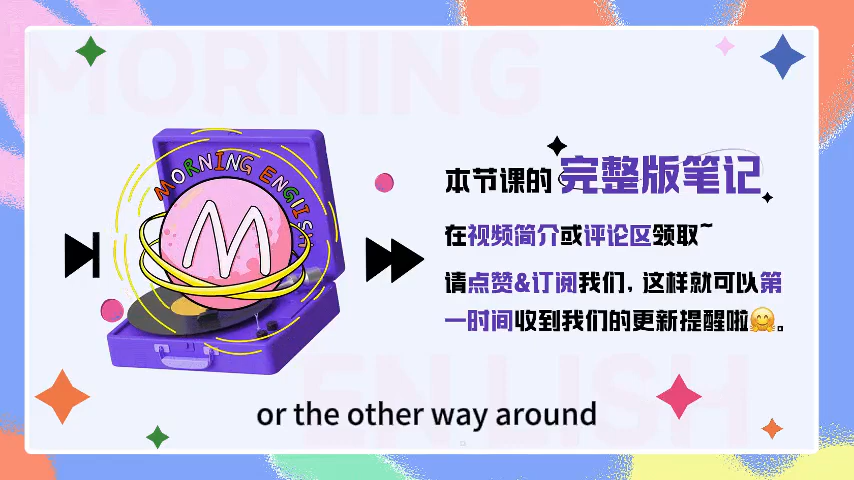 MORNING
MORNING ENGLISH
M
本节课的 完整版笔记
在视频简介或评论区领取~
请点赞&订阅我们，这样就可以第
一时间收到我们的更新提醒啦🤗。
ENLISH
or the other way around